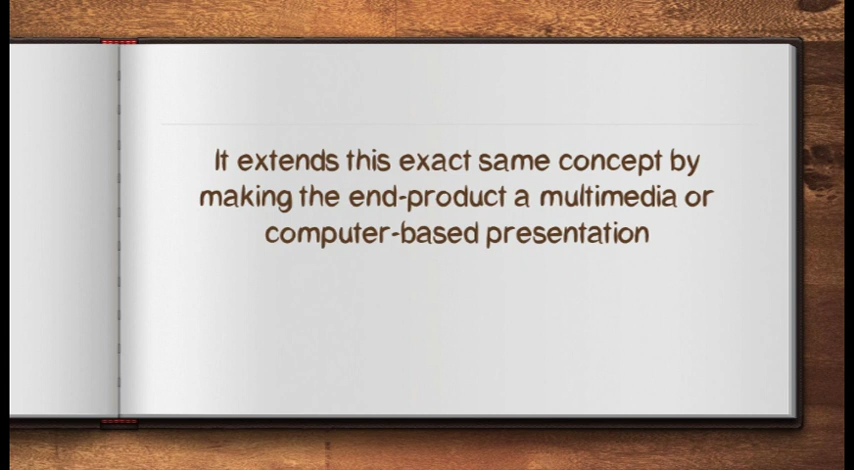 It extends this exact same concept by
making the end-product a multimedia or
computer-based presentation